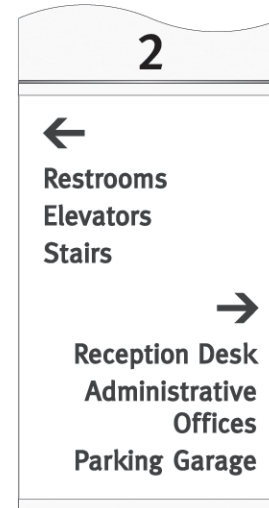 2
←
Restrooms
Elevators
Stairs
→
Reception Desk
Administrative
Offices
Parking Garage